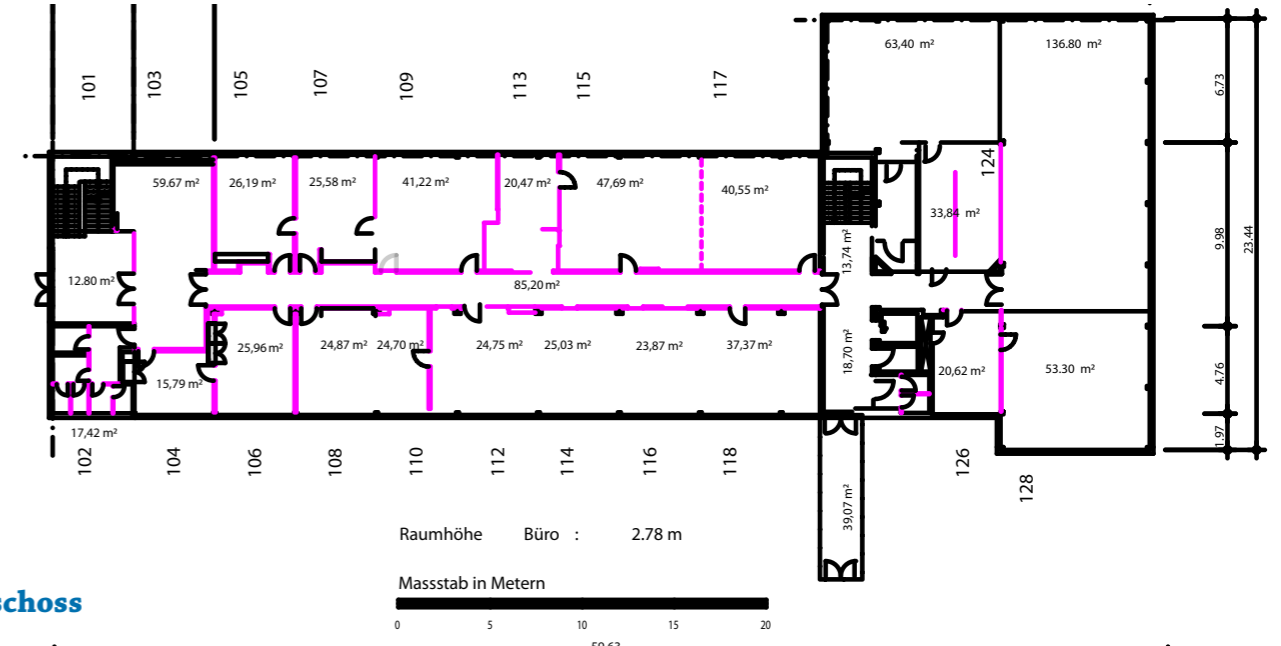 63,40 m²
136.80 m²
101
103
105
107
109
113
115
117
6.73
124
59.67 m²
26,19 m²
25,58 m²
41,22 m²
20,47 m²
47,69 m²
40,55 m²
33,84 m²
13,74 m²
9.98
23.44
12.80 m²
85,20 m²
25,96 m²
24,87 m²
24,70 m²
24,75 m²
25,03 m²
23,87 m²
37,37 m²
18,70 m²
20,62 m²
53.30 m²
4.76
15,79 m²
17,42 m²
1.97
102
104
106
108
110
112
114
116
118
126
128
39,07 m²
Raumhöhe Büro : 2.78 m
Massstab in Metern
schoss
0 5 10 15 20